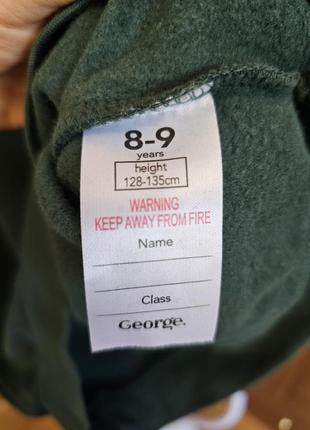 8-9
years
height
128-135cm
WARNING
KEEP AWAY FROM FIRE
Name
Class
George.